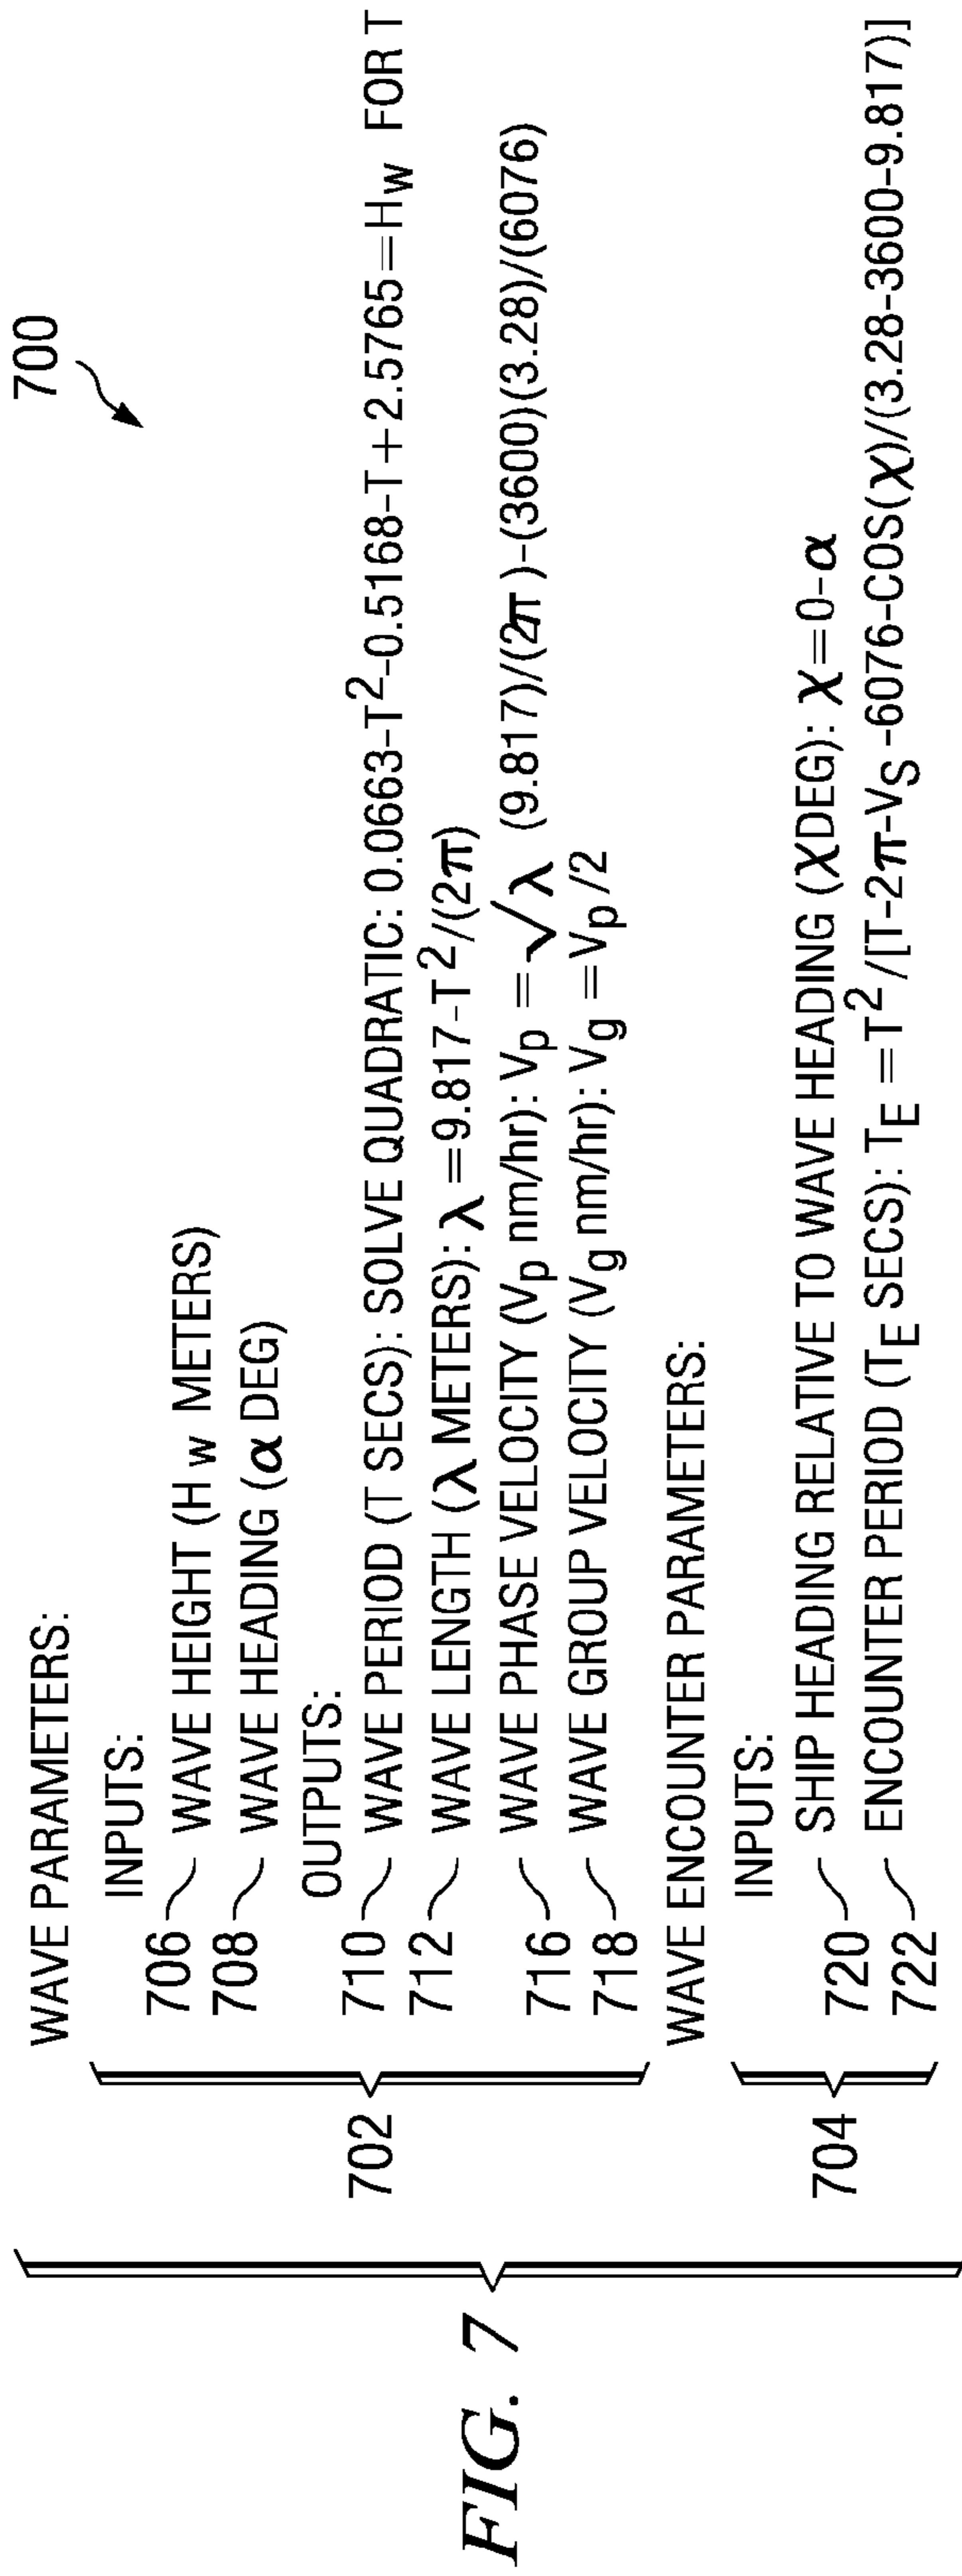 700
WAVE PARAMETERS:
INPUTS:
706 WAVE HEIGHT (H w METERS)
708 WAVE HEADING (α DEG)
OUTPUTS:
710 WAVE PERIOD (T SECS): SOLVE QUADRATIC: 0.0663-T²-0.5168-T+2.5765=Hw FOR T
712 WAVE LENGTH (λ METERS): λ=9.817-T²/(2π)
716 WAVE PHASE VELOCITY (Vp nm/hr): Vp=√λ (9.817)/(2π)-(3600)(3.28)/(6076)
718 WAVE GROUP VELOCITY (Vg nm/hr): Vg=Vp/2
702
WAVE ENCOUNTER PARAMETERS:
INPUTS:
720 SHIP HEADING RELATIVE TO WAVE HEADING (χDEG): χ=0-α
722 ENCOUNTER PERIOD (TE SECS): TE=T²/[T-2π-VS-6076-COS(χ)/(3.28-3600-9.817)]
704
FIG. 7